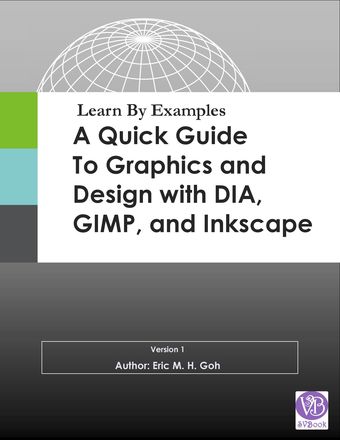 Learn By Examples
A Quick Guide
To Graphics and
Design with DIA,
GIMP, and Inkscape
Version 1
Author: Eric M. H. Goh
VB
SVBook